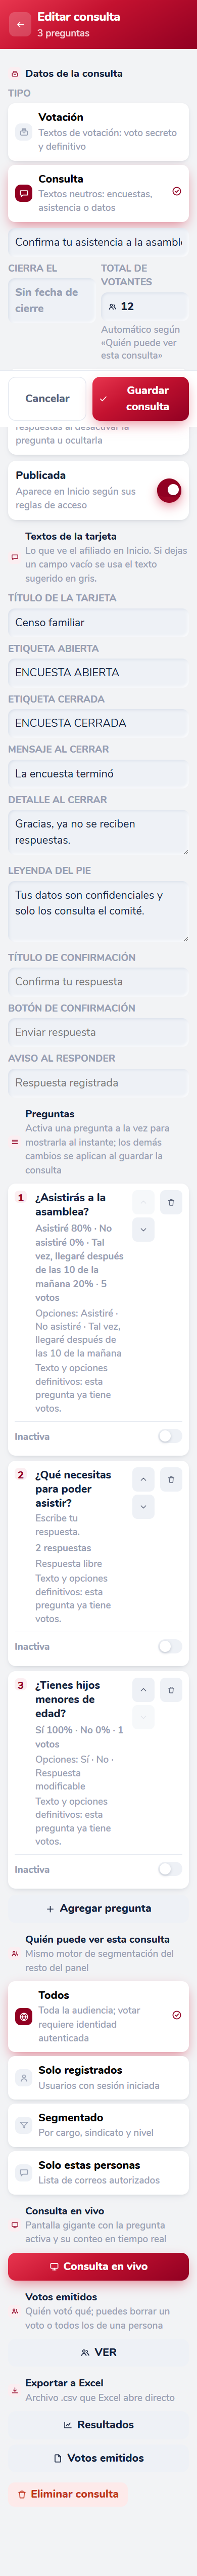 Editar consulta
3 preguntas
Datos de la consulta
TIPO
Votación
Textos de votación: voto secreto
y definitivo
Consulta
Textos neutros: encuestas,
asistencia o datos
Confirma tu asistencia a la asamble
CIERRA EL
Sin fecha de
cierre
TOTAL DE
VOTANTES
12
Automático según
«Quién puede ver
esta consulta»
Cancelar
Guardar
consulta
respuestas al desactivar la
pregunta u ocultarla
Publicada
Aparece en Inicio según sus
reglas de acceso
Textos de la tarjeta
Lo que ve el afiliado en Inicio. Si dejas
un campo vacío se usa el texto
sugerido en gris.
TÍTULO DE LA TARJETA
Censo familiar
ETIQUETA ABIERTA
ENCUESTA ABIERTA
ETIQUETA CERRADA
ENCUESTA CERRADA
MENSAJE AL CERRAR
La encuesta terminó
DETALLE AL CERRAR
Gracias, ya no se reciben
respuestas.
LEYENDA DEL PIE
Tus datos son confidenciales y
solo los consulta el comité.
TÍTULO DE CONFIRMACIÓN
Confirma tu respuesta
BOTÓN DE CONFIRMACIÓN
Enviar respuesta
AVISO AL RESPONDER
Respuesta registrada
Preguntas
Activa una pregunta a la vez para
mostrarla al instante; los demás
cambios se aplican al guardar la
consulta
1
¿Asistirás a la
asamblea?
Asistiré 80% · No
asistiré 0% · Tal
vez, llegaré después
de las 10 de la
mañana 20% · 5
votos
Opciones: Asistiré ·
No asistiré · Tal vez,
llegaré después de
las 10 de la mañana
Texto y opciones
definitivos: esta
pregunta ya tiene
votos.
Inactiva
2
¿Qué necesitas
para poder
asistir?
Escribe tu
respuesta.
2 respuestas
Respuesta libre
Texto y opciones
definitivos: esta
pregunta ya tiene
votos.
Inactiva
3
¿Tienes hijos
menores de
edad?
Sí 100% · No 0% · 1
votos
Opciones: Sí · No ·
Respuesta
modificable
Texto y opciones
definitivos: esta
pregunta ya tiene
votos.
Inactiva
Agregar pregunta
Quién puede ver esta consulta
Mismo motor de segmentación del
resto del panel
Todos
Toda la audiencia; votar
requiere identidad
autenticada
Solo registrados
Usuarios con sesión iniciada
Segmentado
Por cargo, sindicato y nivel
Solo estas personas
Lista de correos autorizados
Consulta en vivo
Pantalla gigante con la pregunta
activa y su conteo en tiempo real
Consulta en vivo
Votos emitidos
Quién votó qué; puedes borrar un
voto o todos los de una persona
VER
Exportar a Excel
Archivo .csv que Excel abre directo
Resultados
Votos emitidos
Eliminar consulta